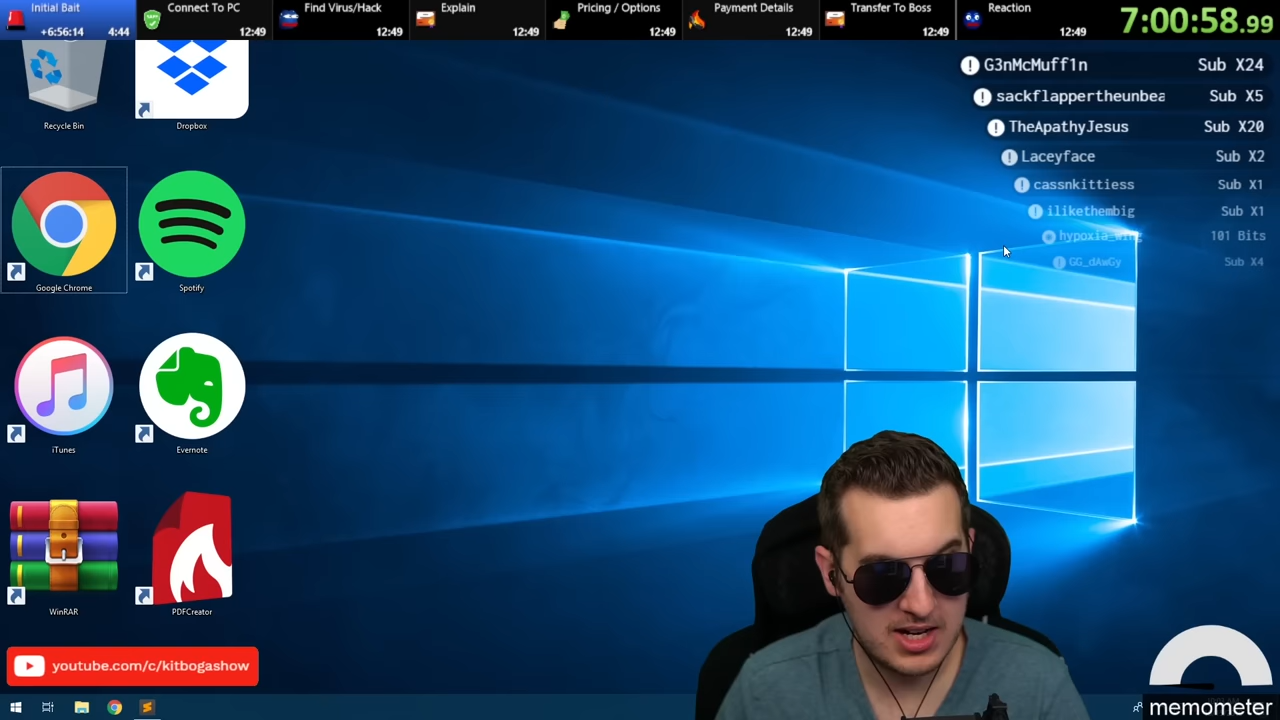 Initial Bait
+6:56:14 4:44
Connect To PC
12:49
Find Virus/Hack
12:49
Explain
12:49
Pricing / Options
12:49
Payment Details
12:49
Transfer To Boss
12:49
Reaction
12:49
7:00:58.99
G3nMcMuff1n Sub X24
sackflappertheunbea Sub X5
TheApathyJesus Sub X20
Laceyface Sub X2
cassnkittiess Sub X1
ilikethembig Sub X1
hypoxia_wing 101 Bits
GG_dAwGy Sub X4
Recycle Bin
Dropbox
Google Chrome
Spotify
iTunes
Evernote
WinRAR
PDFCreator
youtube.com/c/kitbogashow
memometer